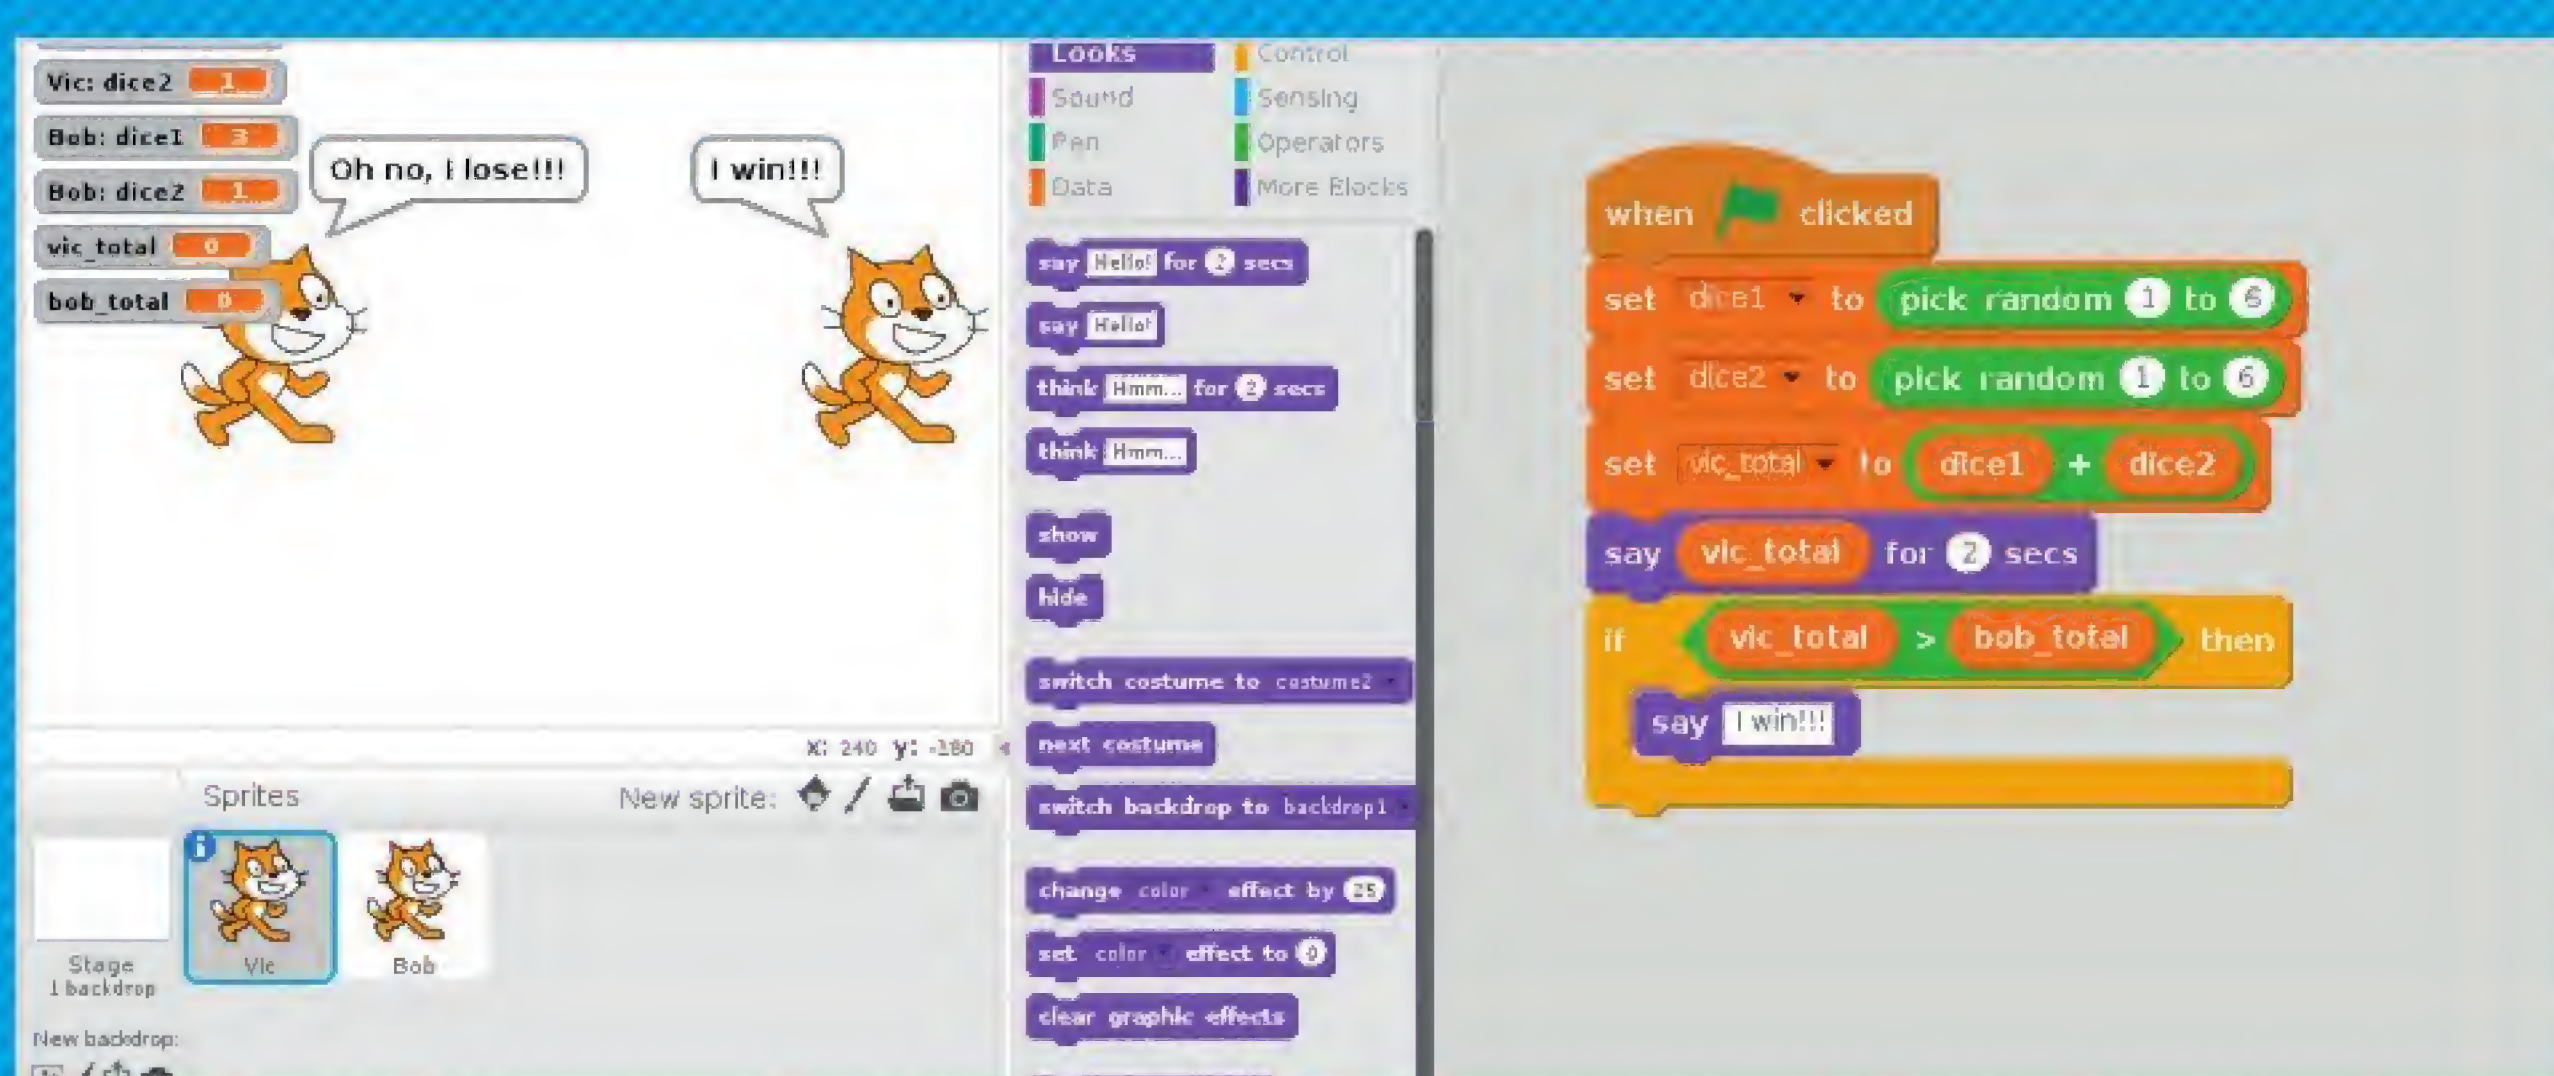 Vic: dice2 1
Bob: dice1 3
Bob: dice2 1
vic_total 0
bob_total 0
Oh no, I lose!!!
I win!!!
X: 240 y: -180
Sprites
New sprite:
Stage
1 backdrop
Vic
Bob
New backdrop:
Looks
Control
Sound
Sensing
Pen
Operators
Data
More Blocks
say Hello! for 2 secs
say Hello!
think Hmm... for 2 secs
think Hmm...
show
hide
switch costume to costume2
next costume
switch backdrop to backdrop1
change color effect by 25
set color effect to 0
clear graphic effects
when clicked
set dice1 to pick random 1 to 6
set dice2 to pick random 1 to 6
set vic_total to dice1 + dice2
say vic_total for 2 secs
if vic_total > bob_total then
say I win!!!